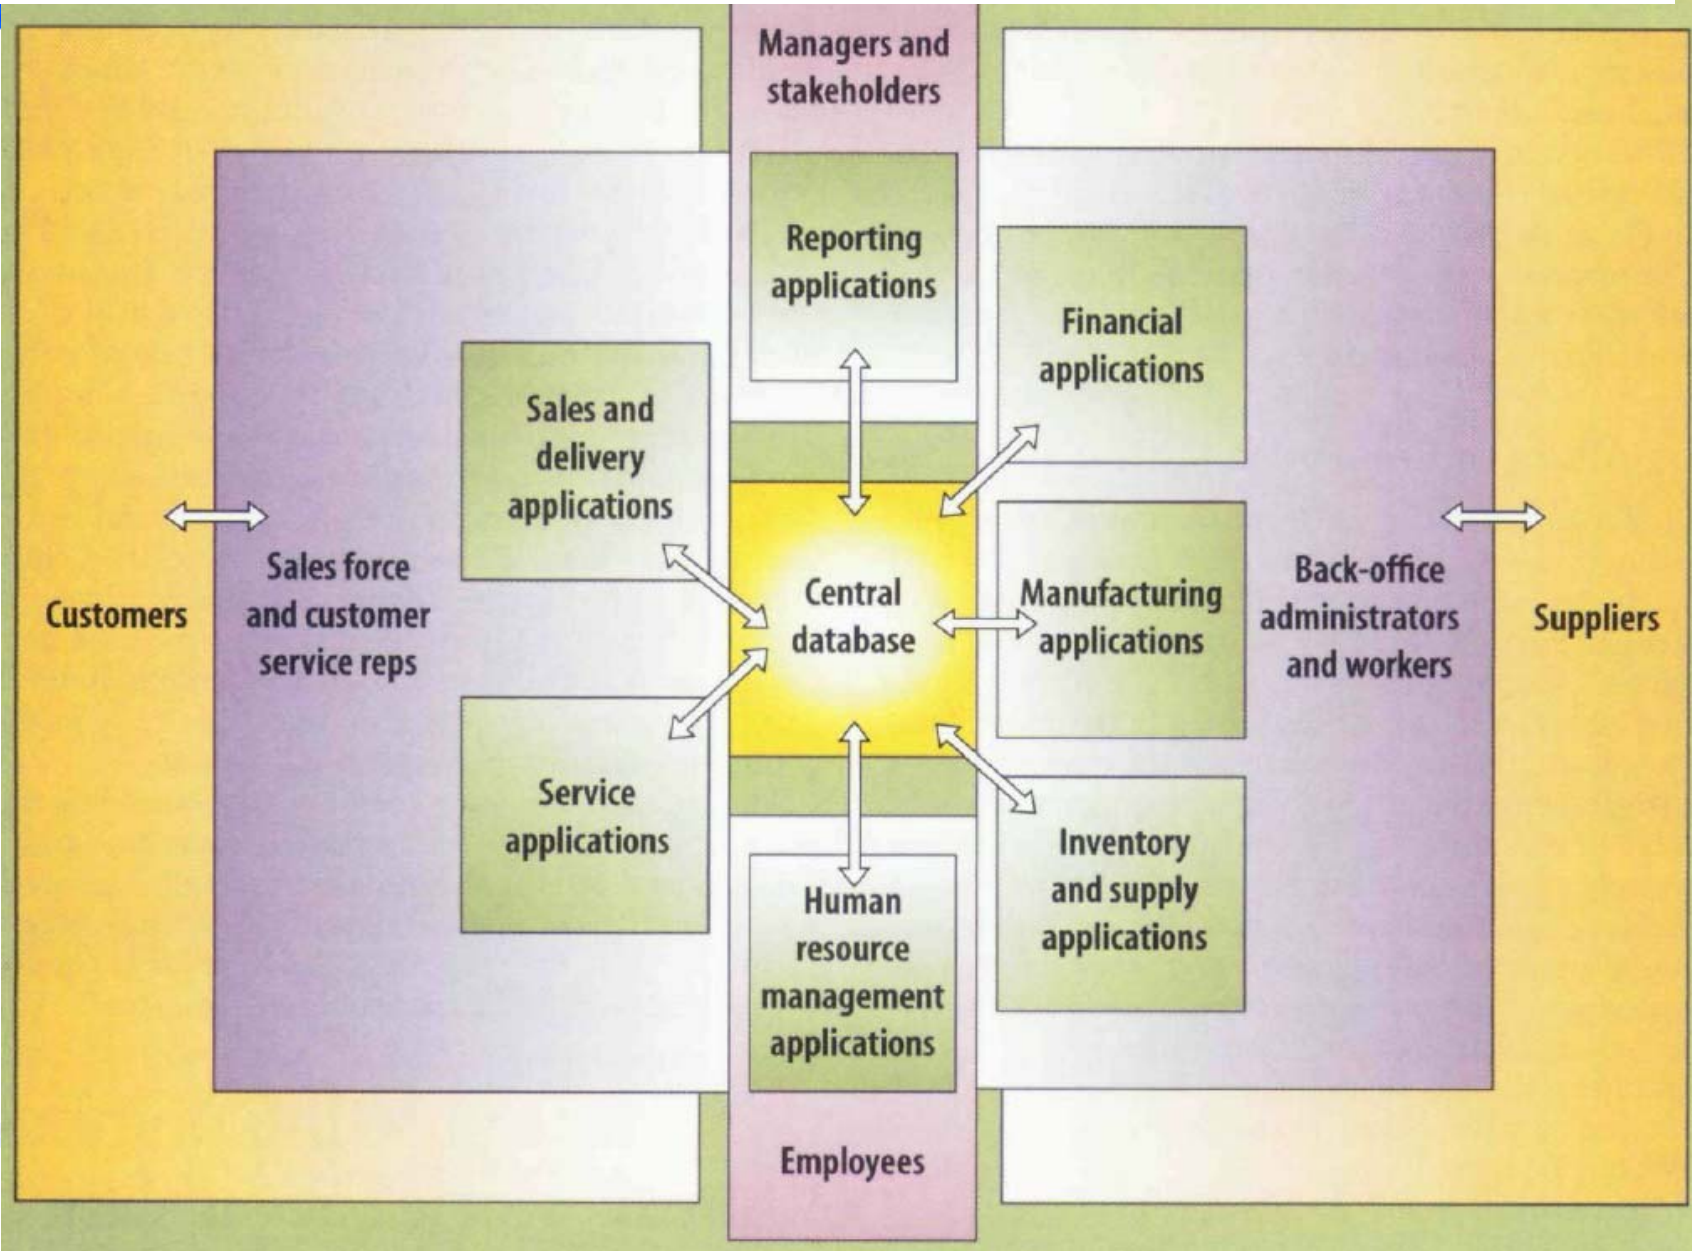 Managers and
stakeholders
Reporting
applications
Financial
applications
Sales and
delivery
applications
Customers
Sales force
and customer
service reps
Central
database
Manufacturing
applications
Back-office
administrators
and workers
Suppliers
Service
applications
Inventory
and supply
applications
Human
resource
management
applications
Employees